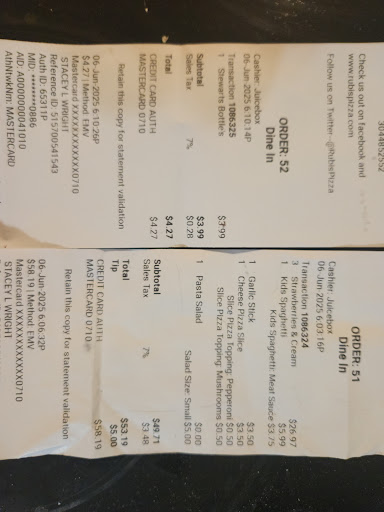 3044852552
Check us out on facebook and
www.rubispizza.com
Follow us on Twitter- @RubisPizza
ORDER: 52
Dine In
Cashier: Juicebox
06-Jun-2025 6:10:14P
Transaction 1086325
1 Stewarts Bottles $3.99
Subtotal $3.99
Sales Tax 7% $0.28
Total $4.27
CREDIT CARD AUTH $4.27
MASTERCARD 0710
Retain this copy for statement validation
06-Jun-2025 6:10:26P
$4.27 | Method: EMV
Mastercard XXXXXXXXXXXX0710
STACEY L WRIGHT
Reference ID: 515700541543
Auth ID: 65311P
MID: ********0886
AID: A0000000041010
AthNtwkNm: MASTERCARD
ORDER: 51
Dine In
Cashier: Juicebox
06-Jun-2025 6:03:16P
Transaction 1086324
3 Strawberries & Cream $26.97
1 Kids Spaghetti $5.99
Kids Spaghetti: Meat Sauce $3.75
1 Garlic Stick $3.50
1 Cheese Pizza Slice $3.50
Slice Pizza Topping: Pepperoni $0.50
Slice Pizza Topping: Mushrooms $0.50
1 Pasta Salad $0.00
Salad Size: Small $5.00
Subtotal $49.71
Sales Tax 7% $3.48
Total $53.19
Tip $5.00
CREDIT CARD AUTH $58.19
MASTERCARD 0710
Retain this copy for statement validation
06-Jun-2025 6:06:32P
$58.19 | Method: EMV
Mastercard XXXXXXXXXXXX0710
STACEY L WRIGHT